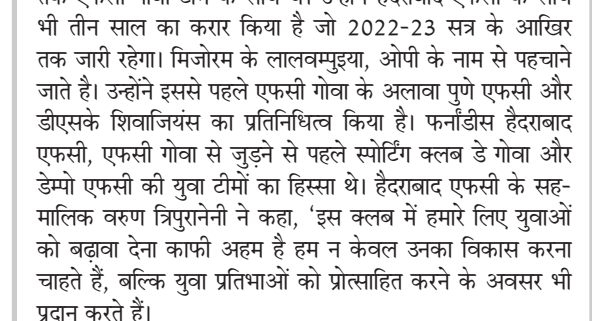 भी तीन साल का करार किया है जो 2022-23 सत्र के आखिर
तक जारी रहेगा। मिजोरम के लालवम्पुइया, ओपी के नाम से पहचाने
जाते है। उन्होंने इससे पहले एफसी गोवा के अलावा पुणे एफसी और
डीएसके शिवाजियंस का प्रतिनिधित्व किया है। फर्नांडीस हैदराबाद
एफसी, एफसी गोवा से जुड़ने से पहले स्पोर्टिंग क्लब डे गोवा और
डेम्पो एफसी की युवा टीमों का हिस्सा थे। हैदराबाद एफसी के सह-
मालिक वरुण त्रिपुरानेनी ने कहा, ‘इस क्लब में हमारे लिए युवाओं
को बढ़ावा देना काफी अहम है हम न केवल उनका विकास करना
चाहते हैं, बल्कि युवा प्रतिभाओं को प्रोत्साहित करने के अवसर भी
प्रदान करते हैं।